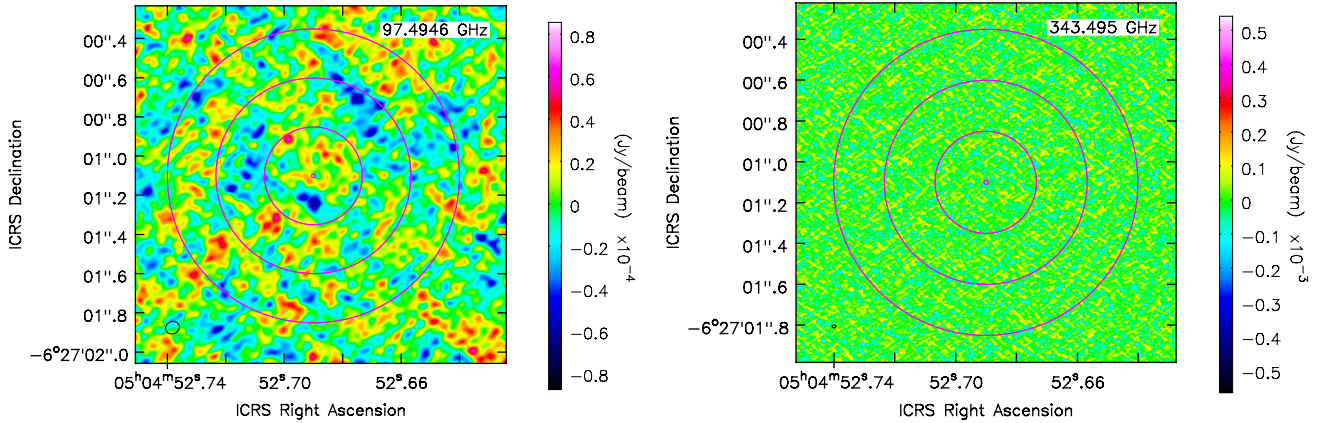 97.4946 GHz
00".4
00".6
00".8
01".0
01".2
01".4
01".6
01".8
−6°27'02".0
05ʰ04ᵐ52ˢ.74
52ˢ.70
52ˢ.66
ICRS Right Ascension
ICRS Declination
0.8
0.6
0.4
0.2
0
−0.2
−0.4
−0.6
−0.8
(Jy/beam) x10⁻⁴
343.495 GHz
00".4
00".6
00".8
01".0
01".2
01".4
01".6
−6°27'01".8
05ʰ04ᵐ52ˢ.74
52ˢ.70
52ˢ.66
ICRS Right Ascension
ICRS Declination
0.5
0.4
0.3
0.2
0.1
0
−0.1
−0.2
−0.3
−0.4
−0.5
(Jy/beam) x10⁻³